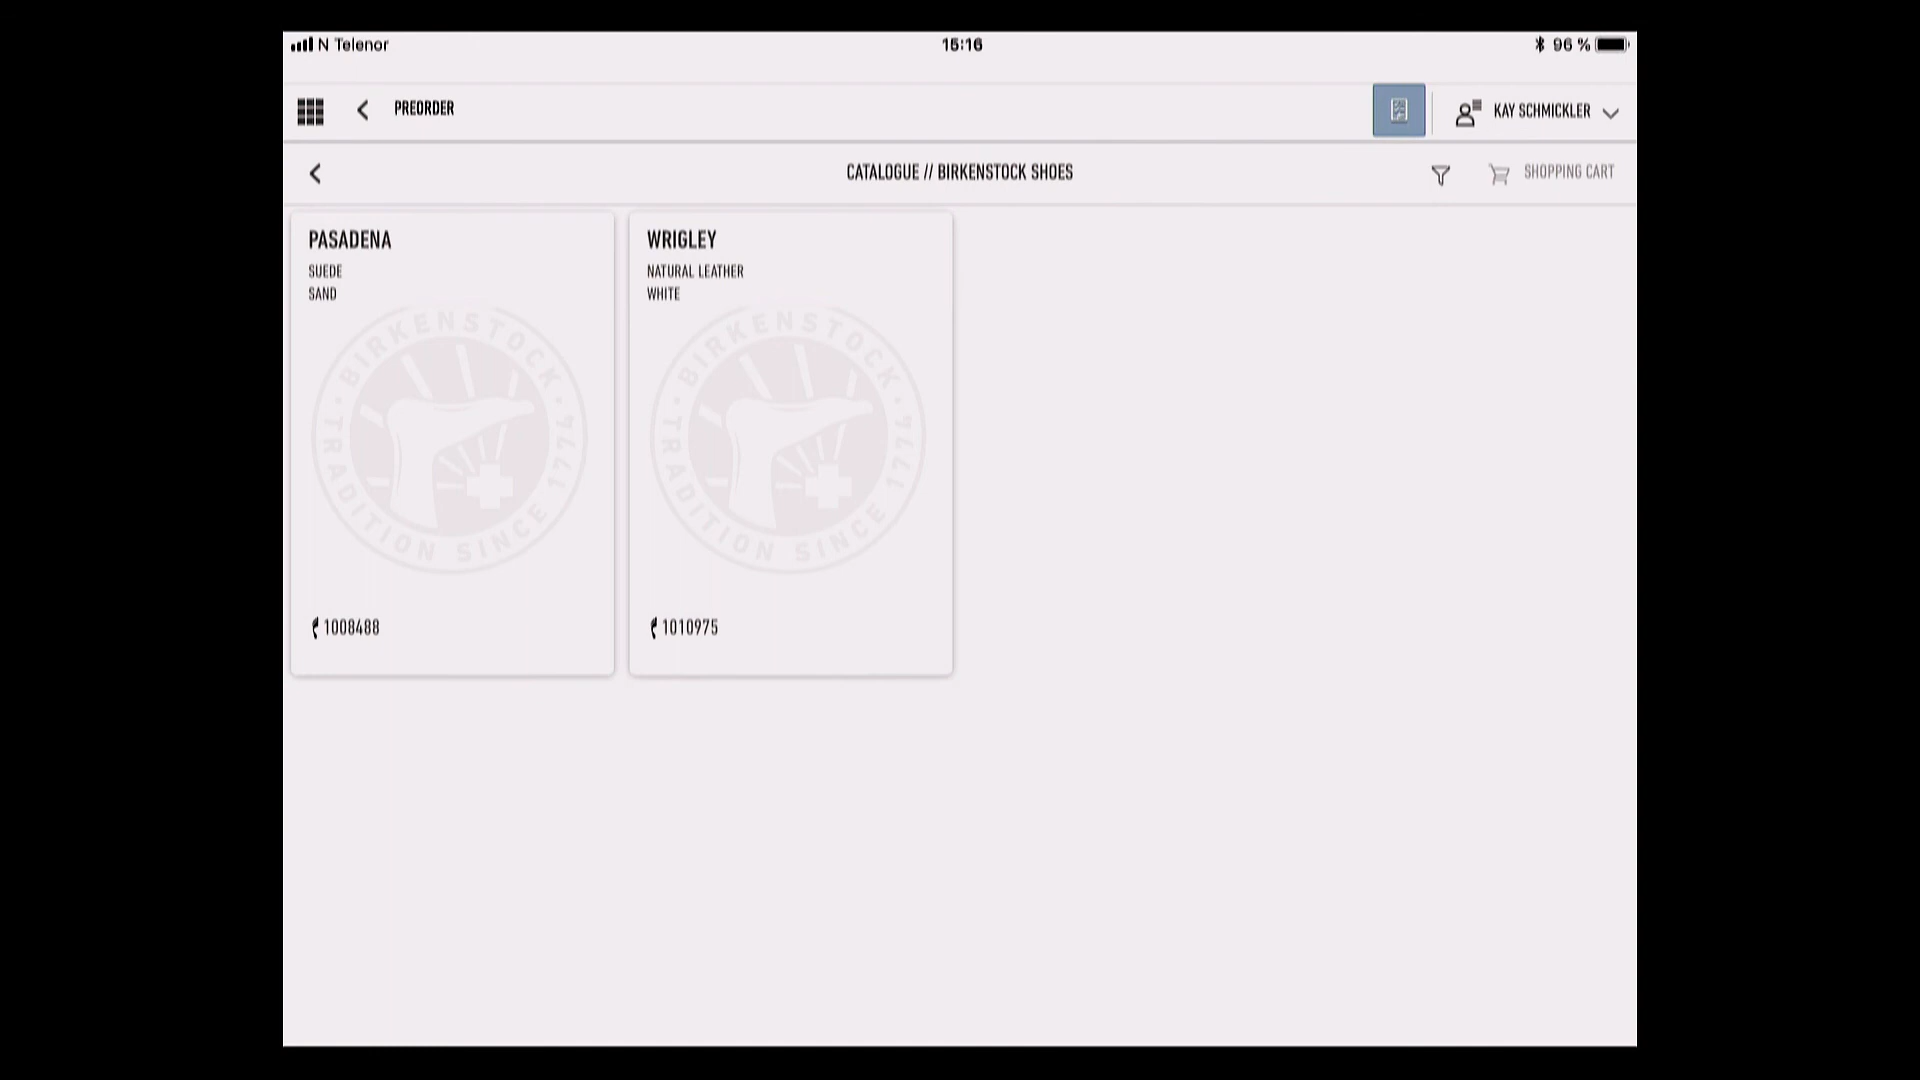 N Telenor
15:16
96 %
PREORDER
KAY SCHMICKLER
CATALOGUE // BIRKENSTOCK SHOES
SHOPPING CART
PASADENA
SUEDE
SAND
BIRKENSTOCK
TRADITION SINCE 1774
1008488
WRIGLEY
NATURAL LEATHER
WHITE
BIRKENSTOCK
TRADITION SINCE 1774
1010975